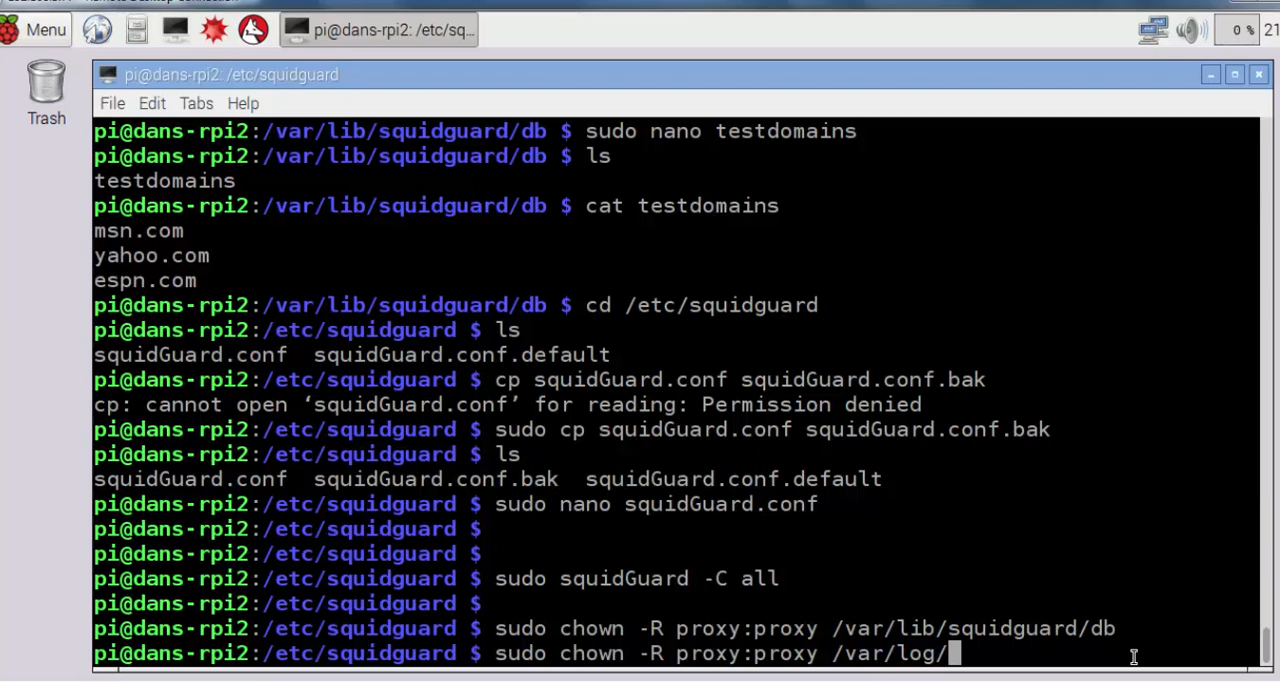 Menu
pi@dans-rpi2: /etc/sq...
0 %
21
pi@dans-rpi2: /etc/squidguard
Trash
File Edit Tabs Help
pi@dans-rpi2:/var/lib/squidguard/db $ sudo nano testdomains
pi@dans-rpi2:/var/lib/squidguard/db $ ls
testdomains
pi@dans-rpi2:/var/lib/squidguard/db $ cat testdomains
msn.com
yahoo.com
espn.com
pi@dans-rpi2:/var/lib/squidguard/db $ cd /etc/squidguard
pi@dans-rpi2:/etc/squidguard $ ls
squidGuard.conf  squidGuard.conf.default
pi@dans-rpi2:/etc/squidguard $ cp squidGuard.conf squidGuard.conf.bak
cp: cannot open ‘squidGuard.conf’ for reading: Permission denied
pi@dans-rpi2:/etc/squidguard $ sudo cp squidGuard.conf squidGuard.conf.bak
pi@dans-rpi2:/etc/squidguard $ ls
squidGuard.conf  squidGuard.conf.bak  squidGuard.conf.default
pi@dans-rpi2:/etc/squidguard $ sudo nano squidGuard.conf
pi@dans-rpi2:/etc/squidguard $
pi@dans-rpi2:/etc/squidguard $
pi@dans-rpi2:/etc/squidguard $ sudo squidGuard -C all
pi@dans-rpi2:/etc/squidguard $
pi@dans-rpi2:/etc/squidguard $ sudo chown -R proxy:proxy /var/lib/squidguard/db
pi@dans-rpi2:/etc/squidguard $ sudo chown -R proxy:proxy /var/log/